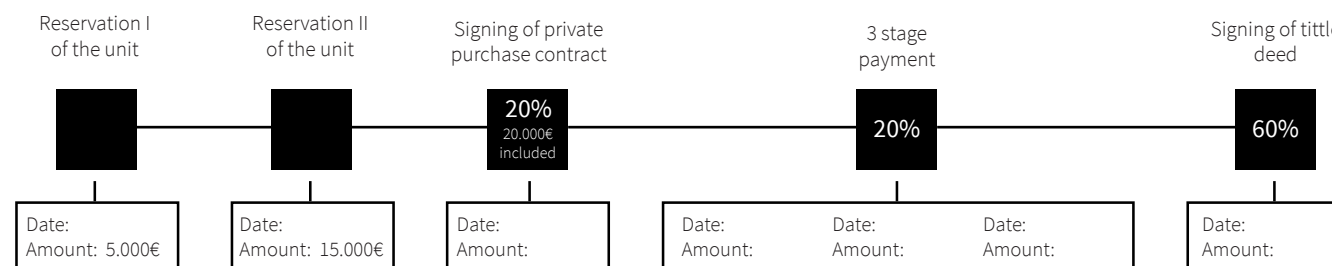 Reservation I
of the unit
Reservation II
of the unit
Signing of private
purchase contract
3 stage
payment
Signing of tittl
deed
20%
20.000€
included
20%
60%
Date:
Amount: 5.000€
Date:
Amount: 15.000€
Date:
Amount:
Date:
Amount:
Date:
Amount:
Date:
Amount:
Date:
Amount: